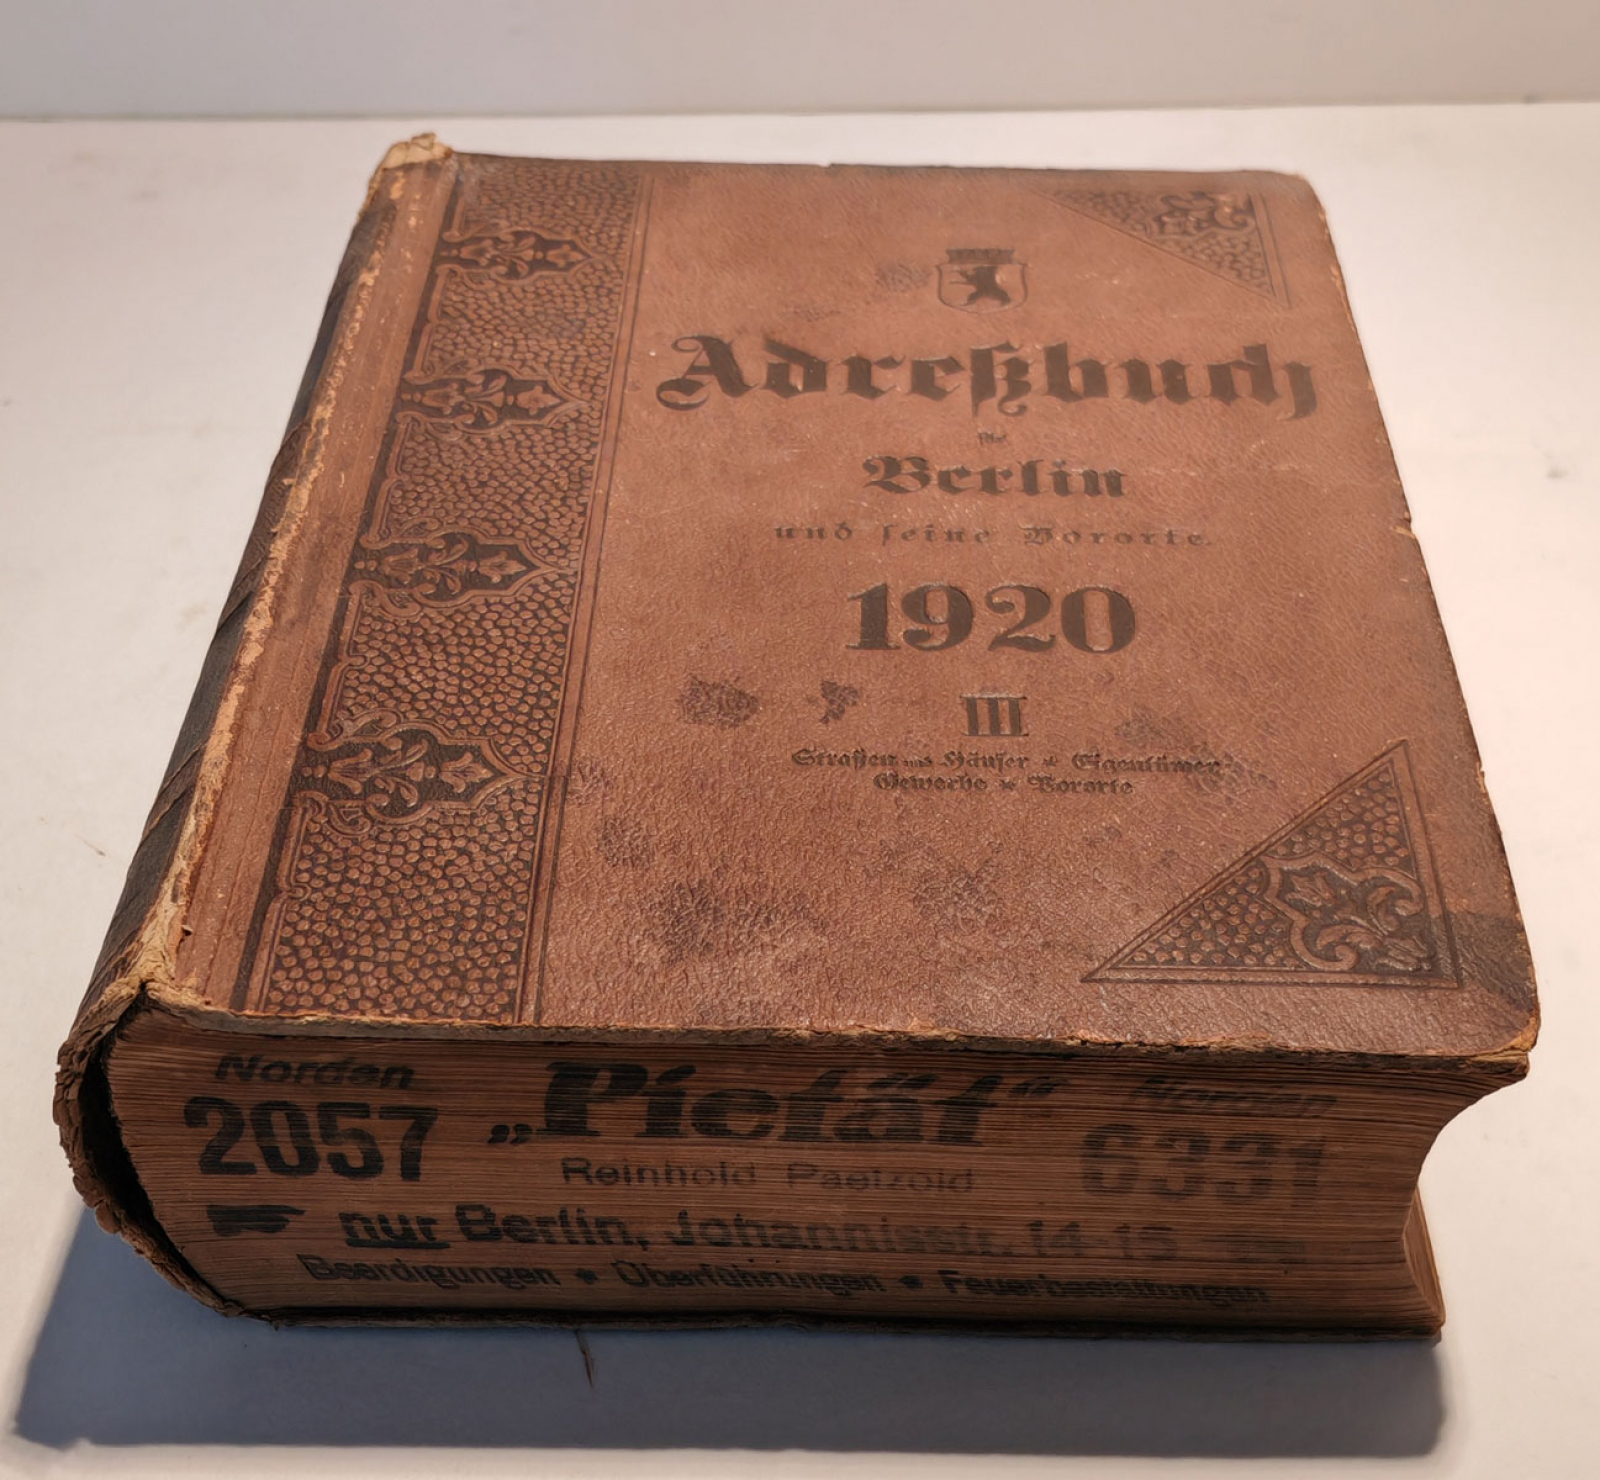 Adreßbuch
für
Berlin
und seine Vororte.
1920
III
Straßen und Häuser * Eigentümer
Gewerbe * Vororte
Norden „Pietät“ Norden
2057 Reinhold Paetzold 6331
nur Berlin, Johannisstr. 14-15
Beerdigungen * Überführungen * Feuerbestattungen